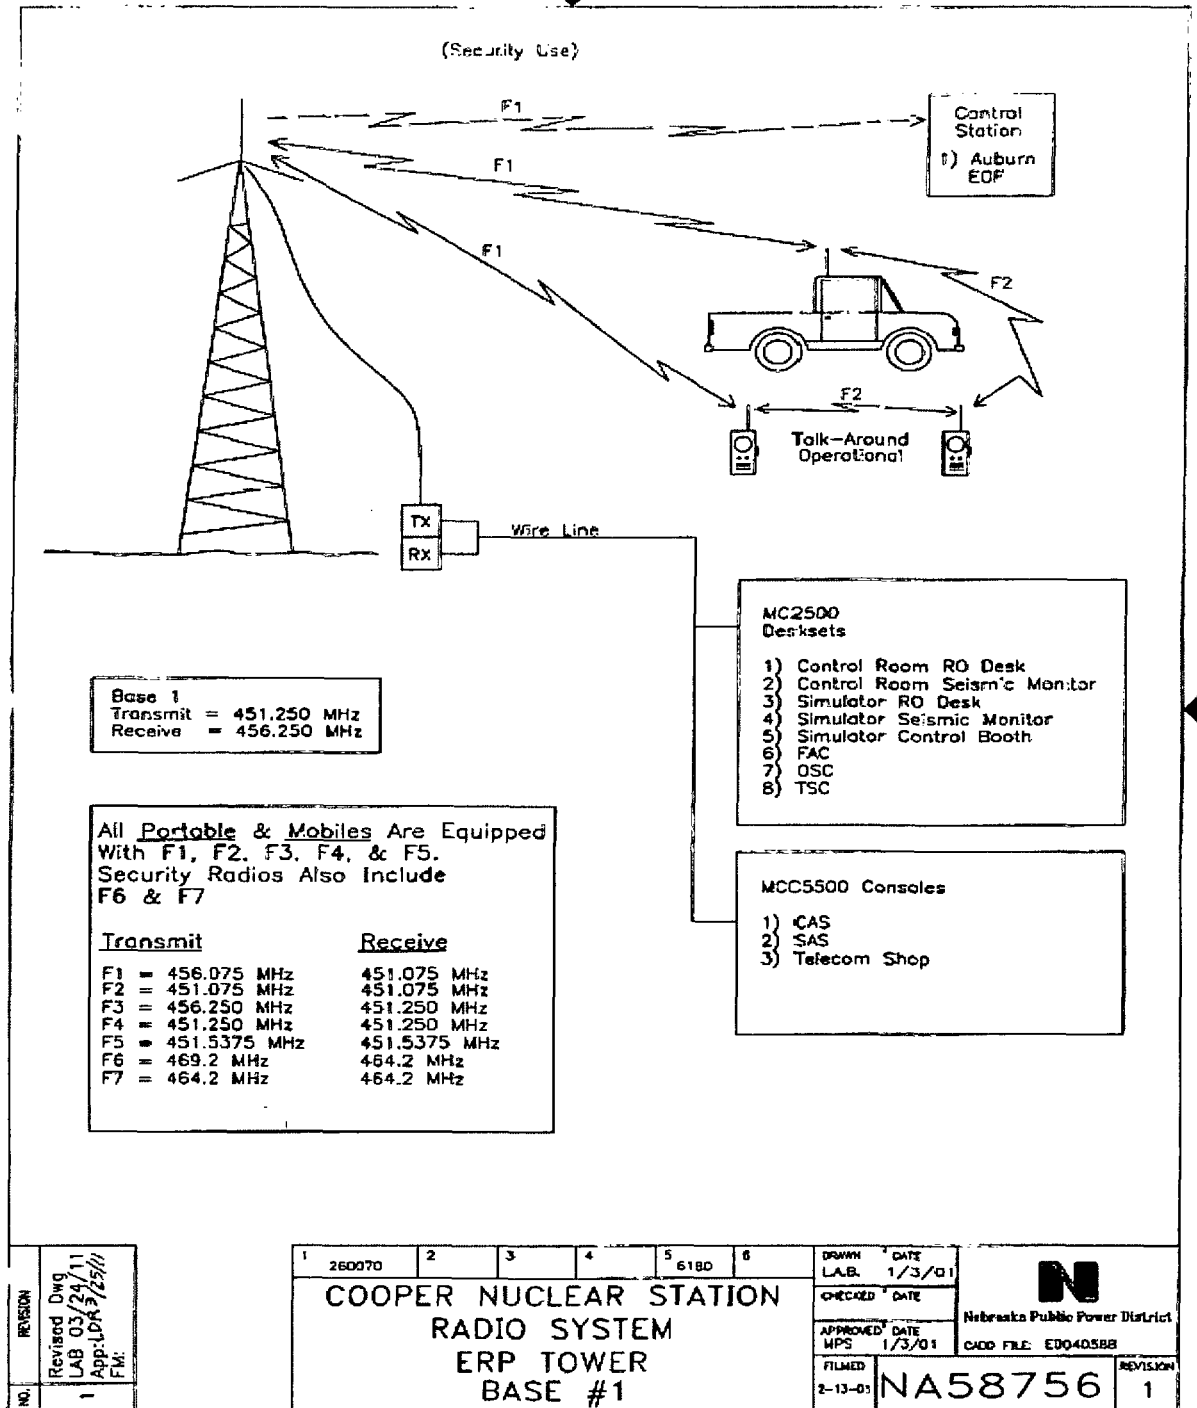 (Security Use)
F1
Control
Station
1) Auburn
EOF
F1
F1
F2
F2
Talk-Around
Operational
TX
RX
Wire Line
MC2500
Desksets
1) Control Room RO Desk
2) Control Room Seismic Monitor
3) Simulator RO Desk
4) Simulator Seismic Monitor
5) Simulator Control Booth
6) FAC
7) OSC
8) TSC
Base 1
Transmit = 451.250 MHz
Receive = 456.250 MHz
All Portable & Mobiles Are Equipped
With F1, F2, F3, F4, & F5.
Security Radios Also Include
F6 & F7
Transmit Receive
F1 = 456.075 MHz 451.075 MHz
F2 = 451.075 MHz 451.075 MHz
F3 = 456.250 MHz 451.250 MHz
F4 = 451.250 MHz 451.250 MHz
F5 = 451.5375 MHz 451.5375 MHz
F6 = 469.2 MHz 464.2 MHz
F7 = 464.2 MHz 464.2 MHz
MCC5500 Consoles
1) CAS
2) SAS
3) Telecom Shop
REVISION
NO.
Revised Dwg
LAB 03/24/11
App: LDR 3/25/11
FM:
1
1 2 3 4 5 6
260070 6180
COOPER NUCLEAR STATION
RADIO SYSTEM
ERP TOWER
BASE #1
DRAWN DATE
L.A.B. 1/3/01
CHECKED DATE
APPROVED DATE
MPS 1/3/01
FILMED
2-13-01
N
Nebraska Public Power District
CADD FILE: E004058B
NA58756
REVISION
1